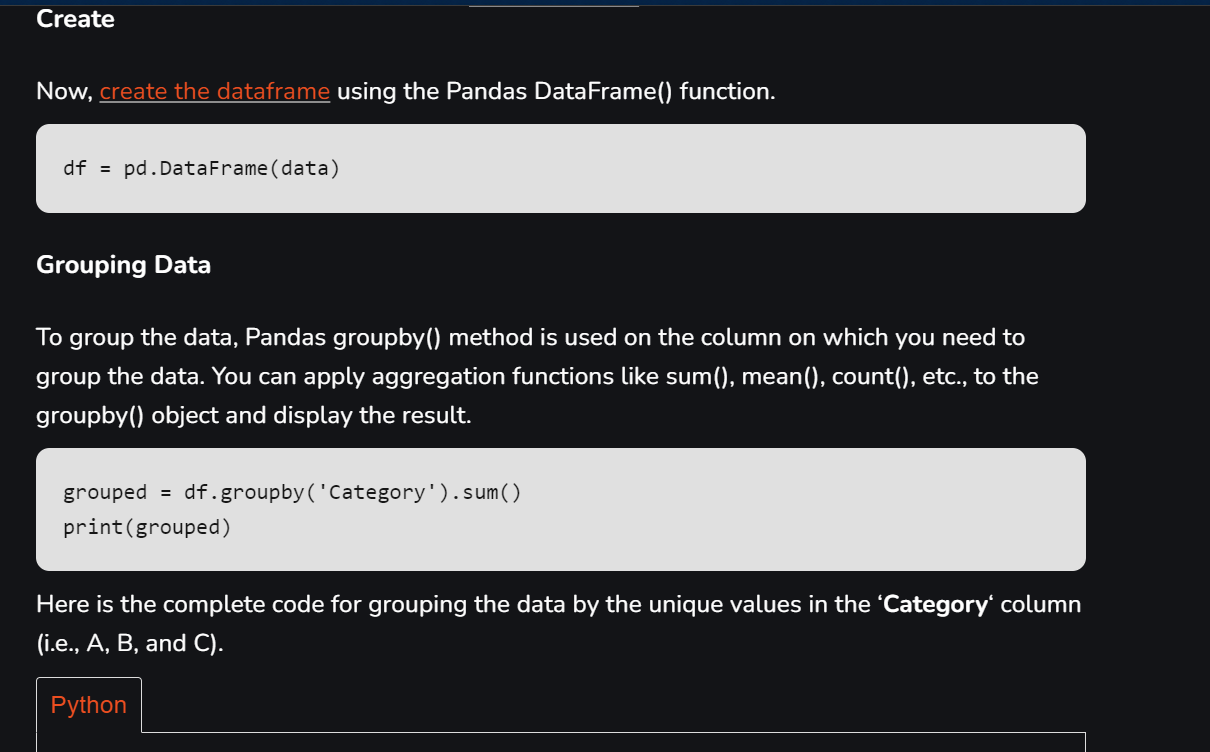 Create
Now, create the dataframe using the Pandas DataFrame() function.
df = pd.DataFrame(data)
Grouping Data
To group the data, Pandas groupby() method is used on the column on which you need to
group the data. You can apply aggregation functions like sum(), mean(), count(), etc., to the
groupby() object and display the result.
grouped = df.groupby('Category').sum()
print(grouped)
Here is the complete code for grouping the data by the unique values in the ‘Category‘ column
(i.e., A, B, and C).
Python